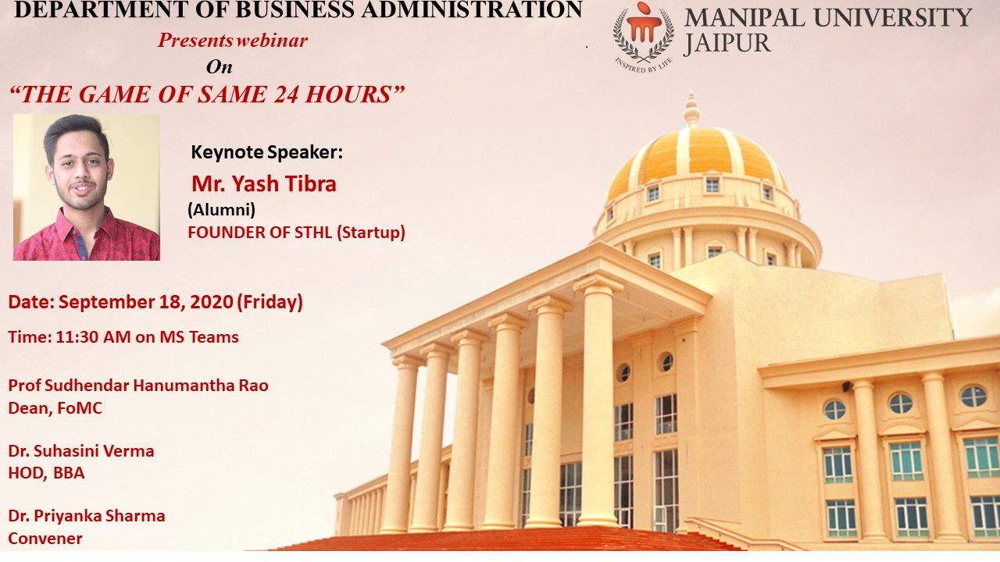 DEPARTMENT OF BUSINESS ADMINISTRATION
Presents webinar
On
“THE GAME OF SAME 24 HOURS”
MANIPAL UNIVERSITY
JAIPUR
INSPIRED BY LIFE
Keynote Speaker:
Mr. Yash Tibra
(Alumni)
FOUNDER OF STHL (Startup)
Date: September 18, 2020 (Friday)
Time: 11:30 AM on MS Teams
Prof Sudhendar Hanumantha Rao
Dean, FoMC
Dr. Suhasini Verma
HOD, BBA
Dr. Priyanka Sharma
Convener